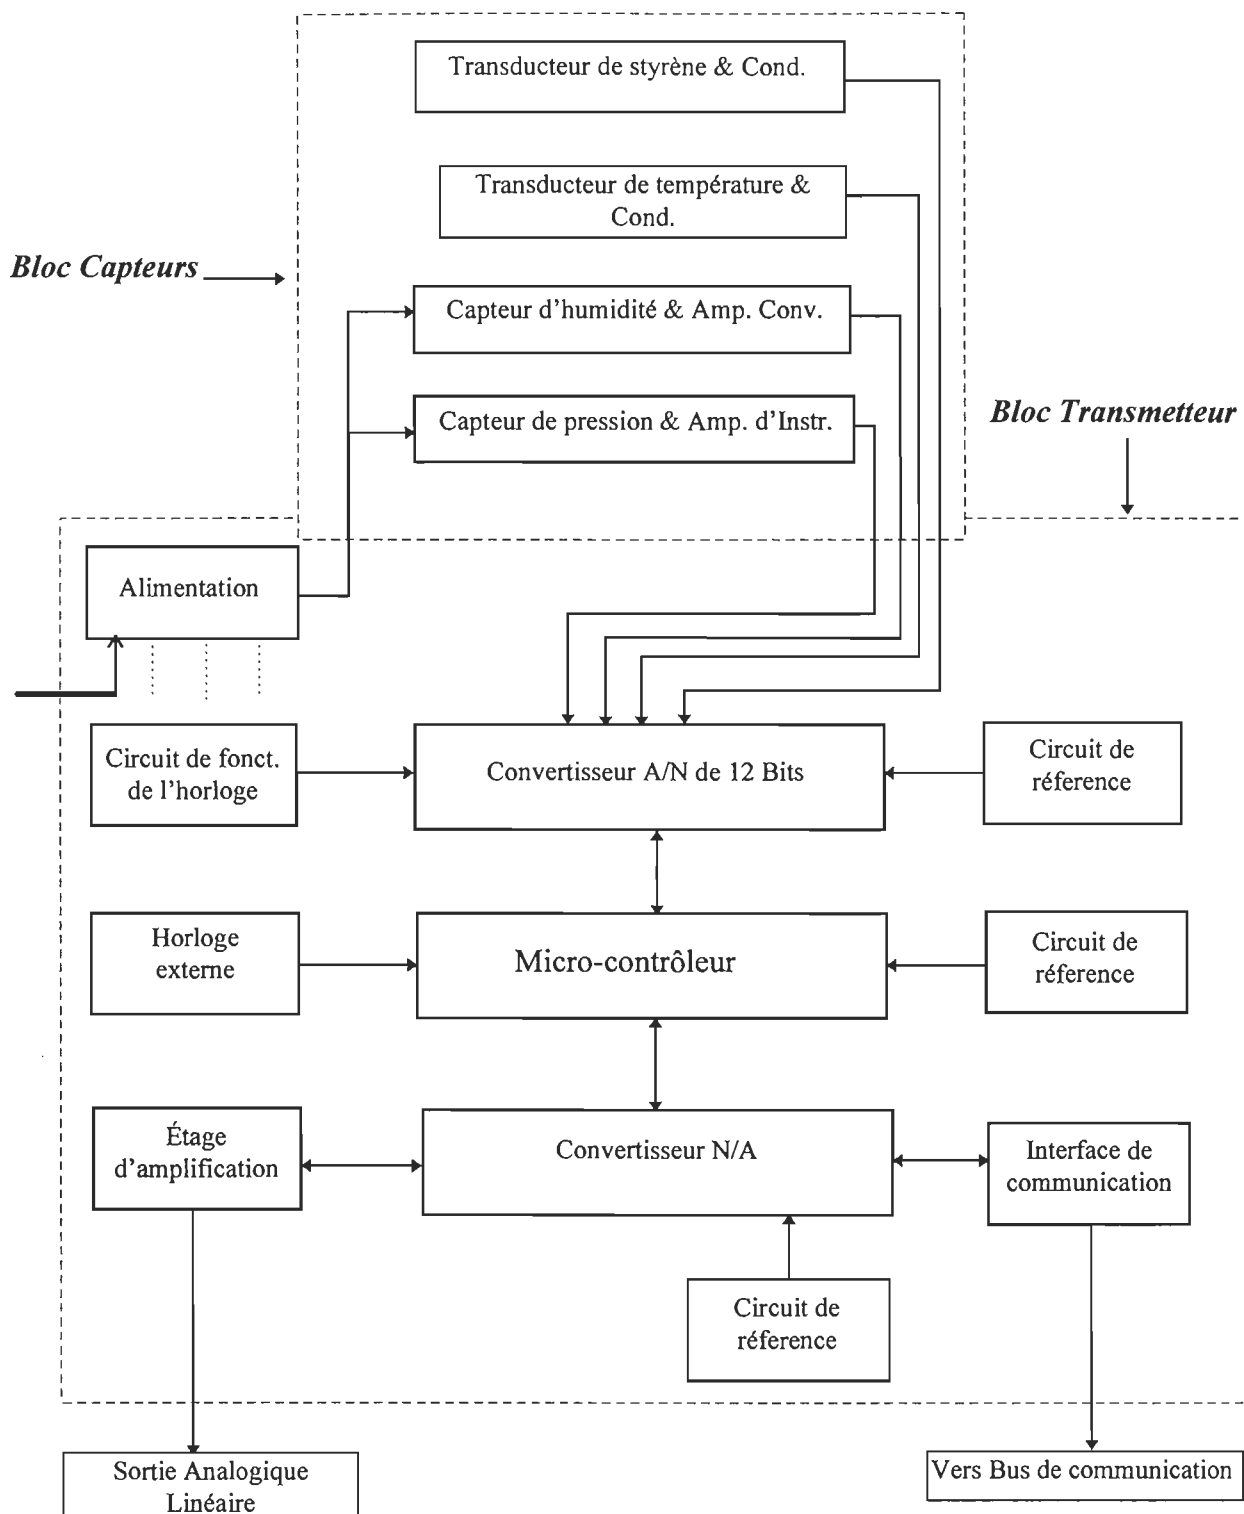 Transducteur de styrène & Cond.
Transducteur de température &
Cond.
Bloc Capteurs
Capteur d'humidité & Amp. Conv.
Capteur de pression & Amp. d'Instr.
Bloc Transmetteur
Alimentation
Circuit de fonct.
de l'horloge
Convertisseur A/N de 12 Bits
Circuit de
réference
Horloge
externe
Micro-contrôleur
Circuit de
réference
Étage
d'amplification
Convertisseur N/A
Interface de
communication
Circuit de
réference
Sortie Analogique
Linéaire
Vers Bus de communication